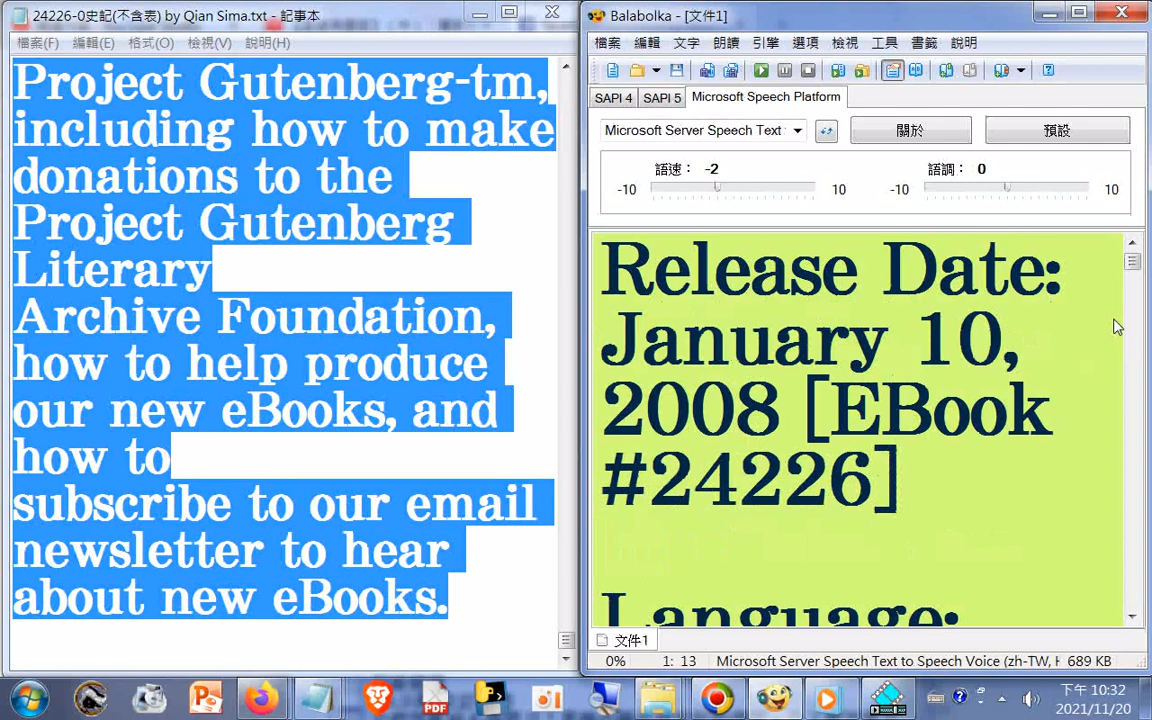 24226-0史記(不含表) by Qian Sima.txt - 記事本
檔案(F) 編輯(E) 格式(O) 檢視(V) 說明(H)
Project Gutenberg-tm,
including how to make
donations to the
Project Gutenberg
Literary
Archive Foundation,
how to help produce
our new eBooks, and
how to
subscribe to our email
newsletter to hear
about new eBooks.
Balabolka - [文件1]
檔案 編輯 文字 朗讀 引擎 選項 檢視 工具 書籤 說明
SAPI 4 SAPI 5 Microsoft Speech Platform
Microsoft Server Speech Text 關於 預設
語速： -2 語調： 0
-10 10 -10 10
Release Date:
January 10,
2008 [EBook
#24226]
Language:
文件1
0% 1: 13 Microsoft Server Speech Text to Speech Voice (zh-TW, H 689 KB
PDF
下午 10:32
2021/11/20